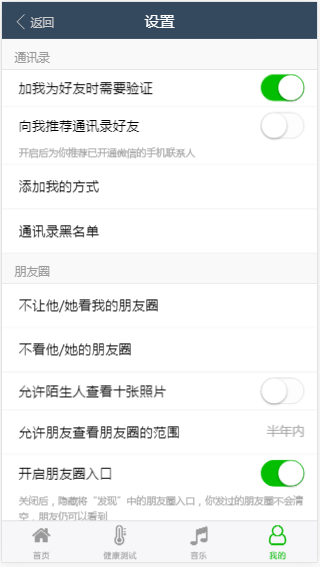 返回
设置
通讯录
加我为好友时需要验证
向我推荐通讯录好友
开启后为你推荐已开通微信的手机联系人
添加我的方式
通讯录黑名单
朋友圈
不让他/她看我的朋友圈
不看他/她的朋友圈
允许陌生人查看十张照片
允许朋友查看朋友圈的范围 半年内
开启朋友圈入口
关闭后，隐藏将“发现”中的朋友圈入口，你发过的朋友圈不会清
空，朋友仍可以看到
首页 健康测试 音乐 我的